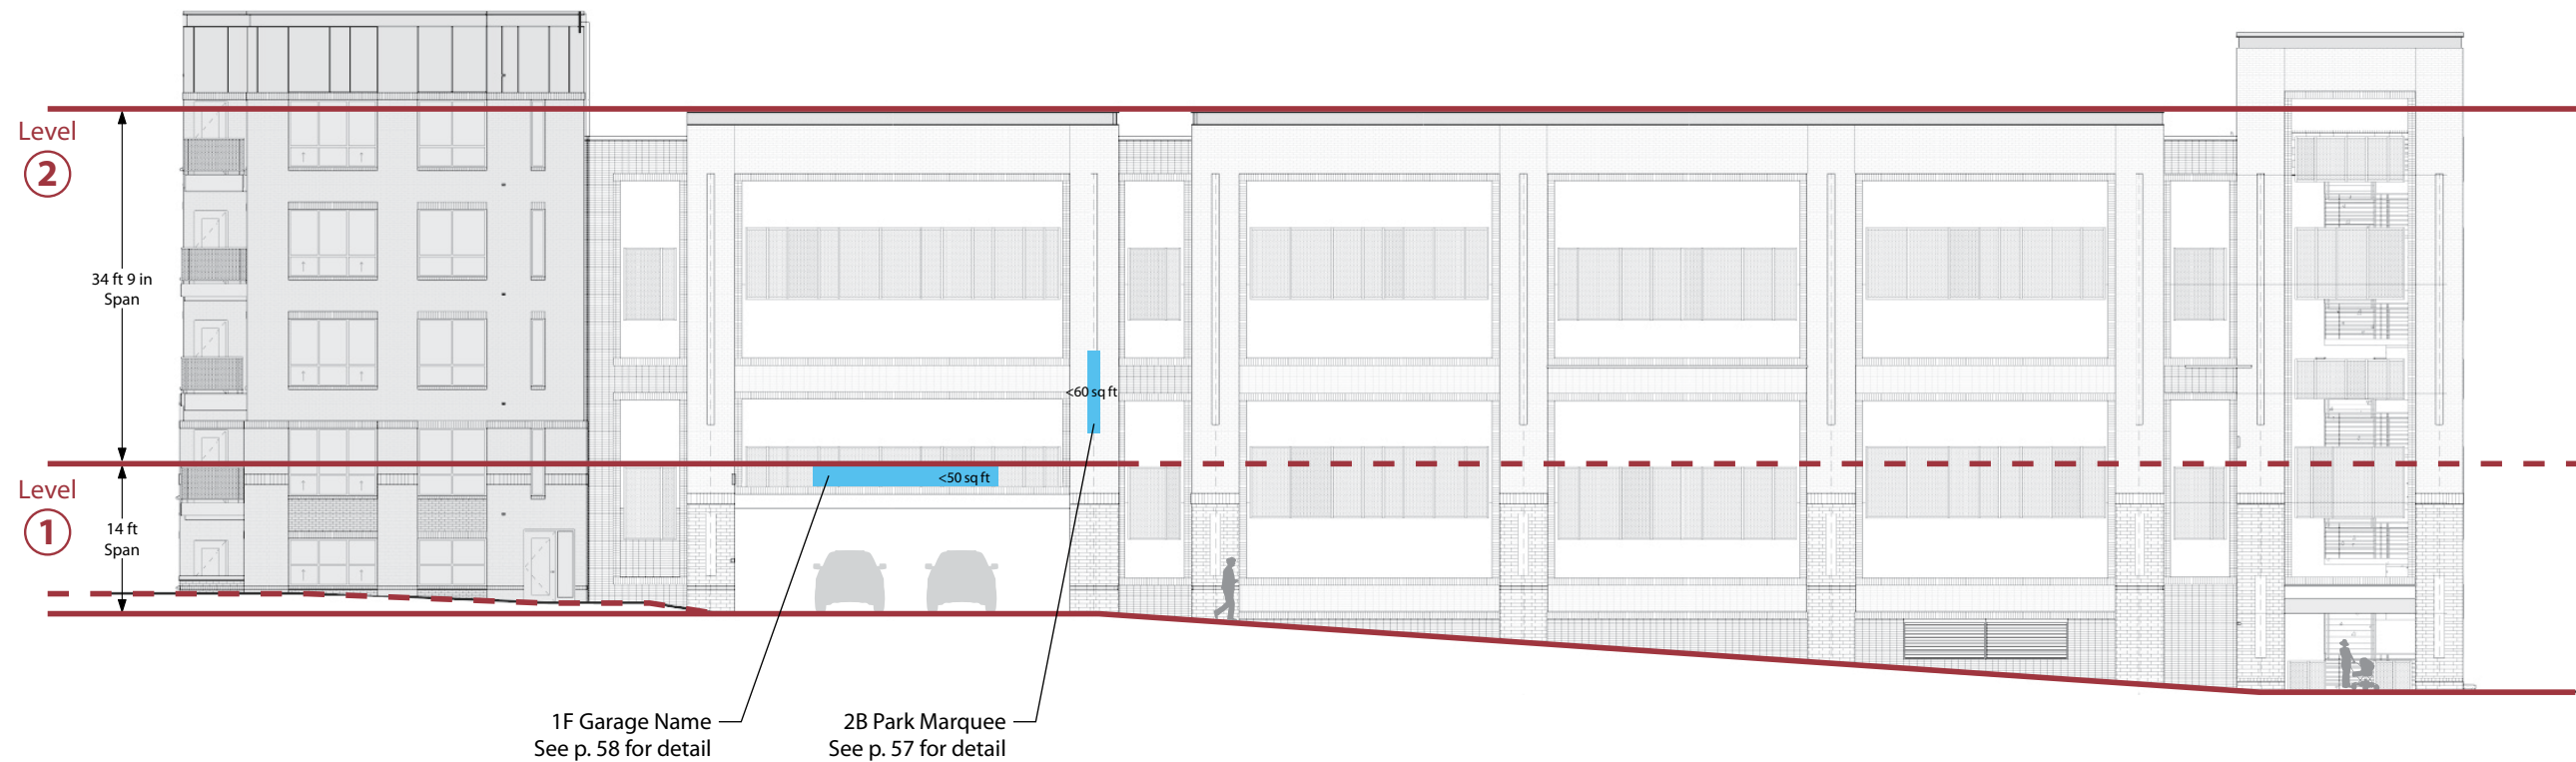 Level
2
34 ft 9 in
Span
<60 sq ft
Level
1
<50 sq ft
14 ft
Span
1F Garage Name
See p. 58 for detail
2B Park Marquee
See p. 57 for detail